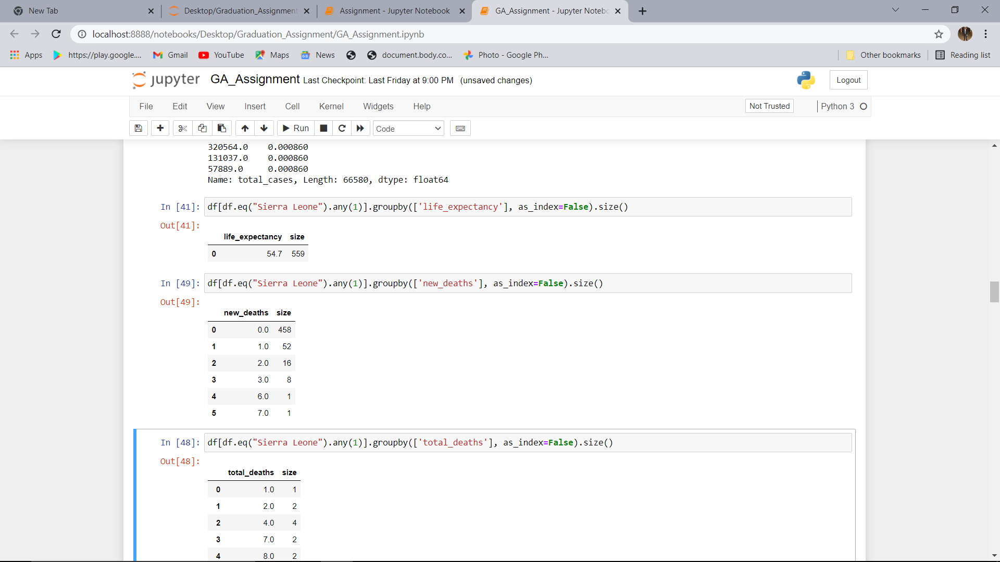 New Tab
Desktop/Graduation_Assignment
Assignment - Jupyter Notebook
GA_Assignment - Jupyter Notebo
localhost:8888/notebooks/Desktop/Graduation_Assignment/GA_Assignment.ipynb
Apps
https://play.google....
Gmail
YouTube
Maps
News
document.body.co...
Photo - Google Ph...
Other bookmarks
Reading list
jupyter GA_Assignment Last Checkpoint: Last Friday at 9:00 PM (unsaved changes)
Logout
File Edit View Insert Cell Kernel Widgets Help
Not Trusted
Python 3
Run
Code
320564.0 0.000860
131037.0 0.000860
57889.0 0.000860
Name: total_cases, Length: 66580, dtype: float64
In [41]: df[df.eq("Sierra Leone").any(1)].groupby(['life_expectancy'], as_index=False).size()
Out[41]:
life_expectancy size
0 54.7 559
In [49]: df[df.eq("Sierra Leone").any(1)].groupby(['new_deaths'], as_index=False).size()
Out[49]:
new_deaths size
0 0.0 458
1 1.0 52
2 2.0 16
3 3.0 8
4 6.0 1
5 7.0 1
In [48]: df[df.eq("Sierra Leone").any(1)].groupby(['total_deaths'], as_index=False).size()
Out[48]:
total_deaths size
0 1.0 1
1 2.0 2
2 4.0 4
3 7.0 2
4 8.0 2